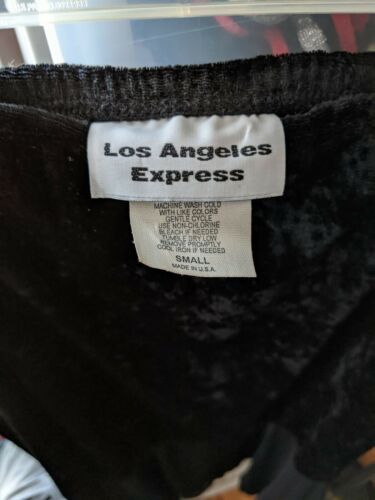 Los Angeles
Express
MACHINE WASH COLD
WITH LIKE COLORS
GENTLE CYCLE
USE NON-CHLORINE
BLEACH IF NEEDED
TUMBLE DRY LOW
REMOVE PROMPTLY
COOL IRON IF NEEDED
SMALL
MADE IN U.S.A.